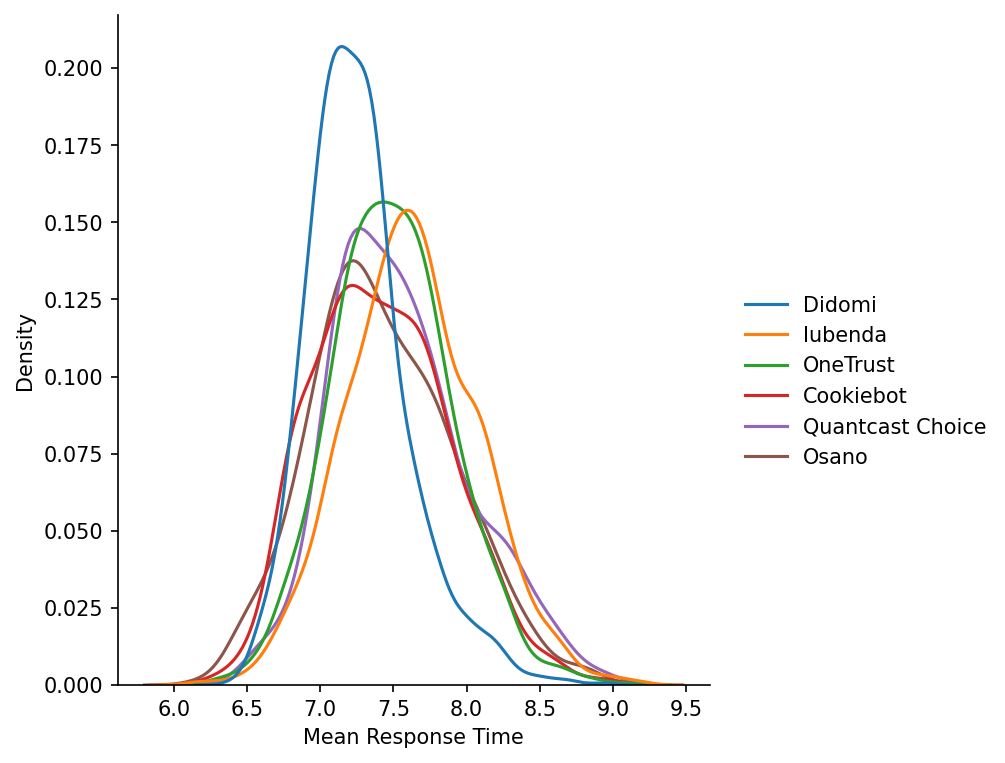 0.200
0.175
0.150
0.125
0.100
0.075
0.050
0.025
0.000
Density
6.0 6.5 7.0 7.5 8.0 8.5 9.0 9.5
Mean Response Time
Didomi
Iubenda
OneTrust
Cookiebot
Quantcast Choice
Osano